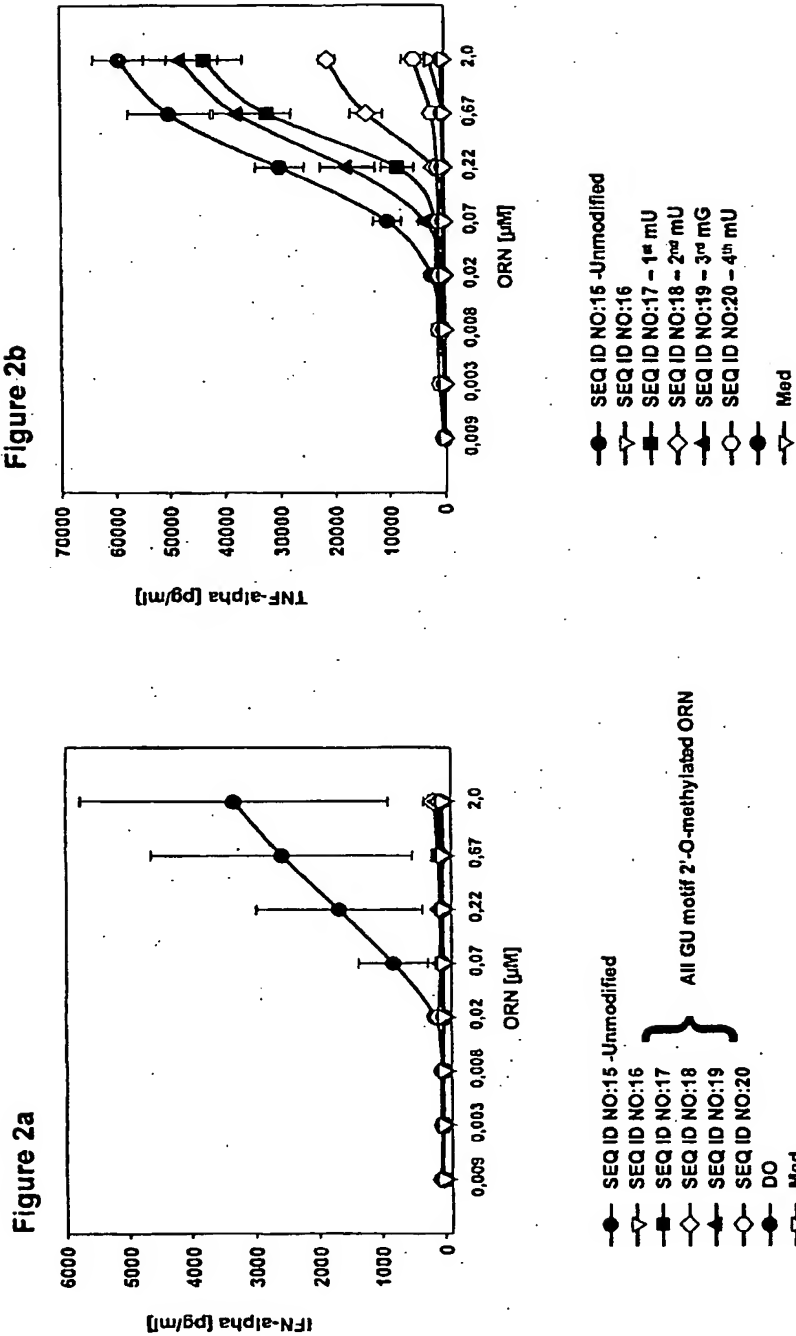 Figure 2a
IFN-alpha [pg/ml]
6000
5000
4000
3000
2000
1000
0
0,009 0,003 0,008 0,02 0,07 0,22 0,67 2,0
ORN [µM]
SEQ ID NO:15 -Unmodified
SEQ ID NO:16
SEQ ID NO:17
SEQ ID NO:18
SEQ ID NO:19
SEQ ID NO:20
DO
Med
All GU motif 2'-O-methylated ORN
Figure 2b
TNF-alpha [pg/ml]
70000
60000
50000
40000
30000
20000
10000
0
0,009 0,003 0,008 0,02 0,07 0,22 0,67 2,0
ORN [µM]
SEQ ID NO:15 -Unmodified
SEQ ID NO:16
SEQ ID NO:17 – 1st mU
SEQ ID NO:18 – 2nd mU
SEQ ID NO:19 – 3rd mG
SEQ ID NO:20 – 4th mU
Med